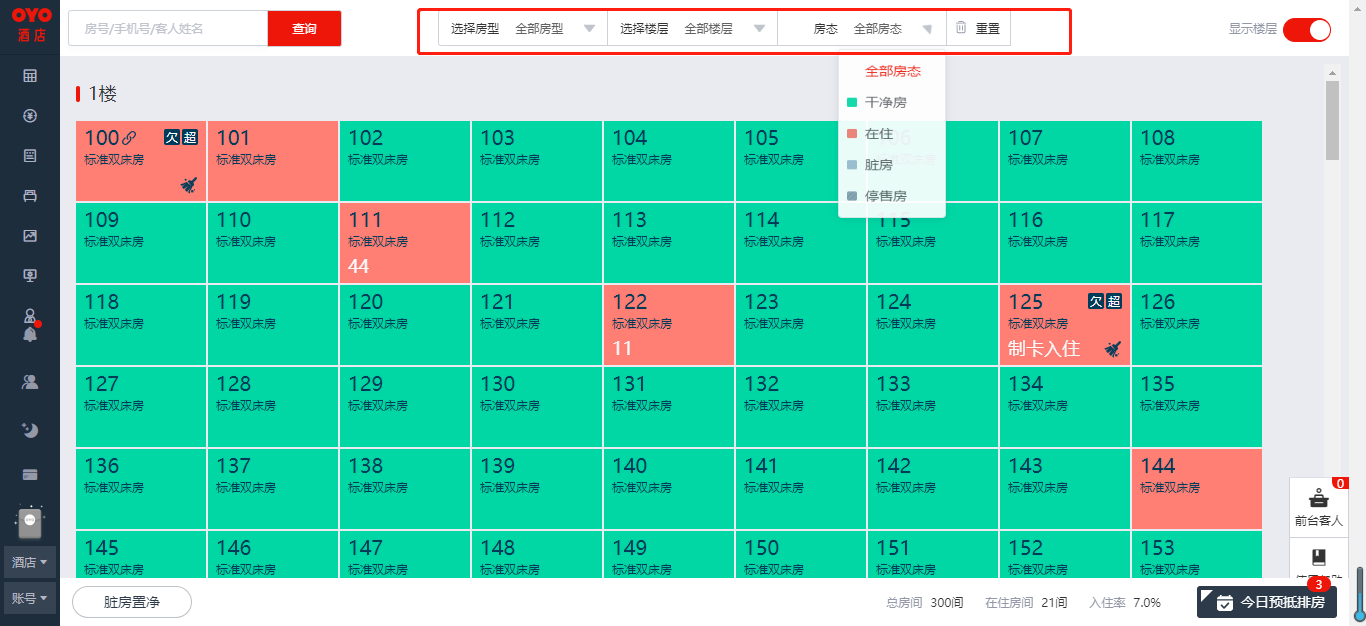 OYO
酒店
房号/手机号/客人姓名
查询
选择房型 全部房型
选择楼层 全部楼层
房态 全部房态
重置
显示楼层
全部房态
干净房
在住
脏房
停售房
1楼
100 欠 超
标准双床房
101
标准双床房
102
标准双床房
103
标准双床房
104
标准双床房
105
标准双床房
106
107
标准双床房
108
标准双床房
109
标准双床房
110
标准双床房
111
标准双床房
44
112
标准双床房
113
标准双床房
114
标准双床房
115
标准双床房
116
标准双床房
117
标准双床房
118
标准双床房
119
标准双床房
120
标准双床房
121
标准双床房
122
标准双床房
11
123
标准双床房
124
标准双床房
125 欠 超
标准双床房
制卡入住
126
标准双床房
127
标准双床房
128
标准双床房
129
标准双床房
130
标准双床房
131
标准双床房
132
标准双床房
133
标准双床房
134
标准双床房
135
标准双床房
136
标准双床房
137
标准双床房
138
标准双床房
139
标准双床房
140
标准双床房
141
标准双床房
142
标准双床房
143
标准双床房
144
标准双床房
145
标准双床房
146
标准双床房
147
标准双床房
148
标准双床房
149
标准双床房
150
标准双床房
151
标准双床房
152
标准双床房
153
标准双床房
0
前台客人
酒店
账号
脏房置净
总房间 300间
在住房间 21间
入住率 7.0%
3
今日预抵排房